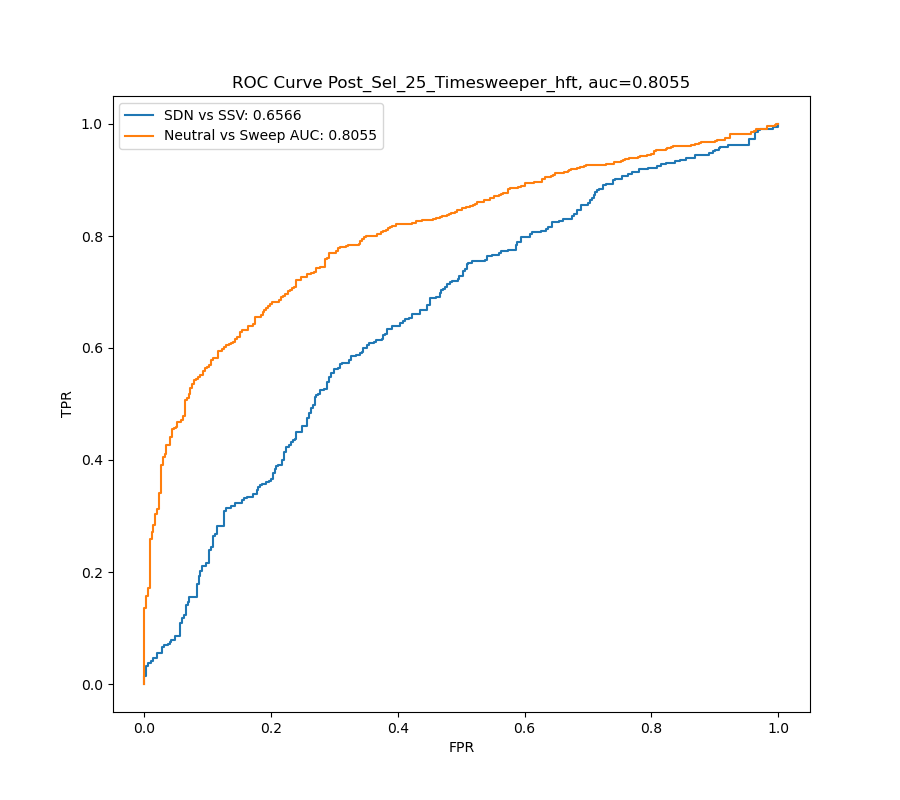 ROC Curve Post_Sel_25_Timesweeper_hft, auc=0.8055
SDN vs SSV: 0.6566
Neutral vs Sweep AUC: 0.8055
1.0
0.8
0.6
0.4
0.2
0.0
TPR
0.0 0.2 0.4 0.6 0.8 1.0
FPR